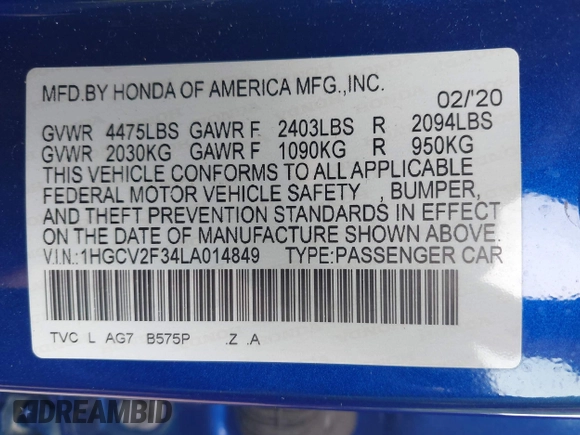 MFD.BY HONDA OF AMERICA MFG.,INC.
02/'20
GVWR 4475LBS GAWR F 2403LBS R 2094LBS
GVWR 2030KG GAWR F 1090KG R 950KG
THIS VEHICLE CONFORMS TO ALL APPLICABLE
FEDERAL MOTOR VEHICLE SAFETY , BUMPER,
AND THEFT PREVENTION STANDARDS IN EFFECT
ON THE DATE OF MANUFACTURE SHOWN ABOVE.
V.I.N.:1HGCV2F34LA014849 TYPE:PASSENGER CAR
TVC L AG7 B575P .Z .A
DREAMBID